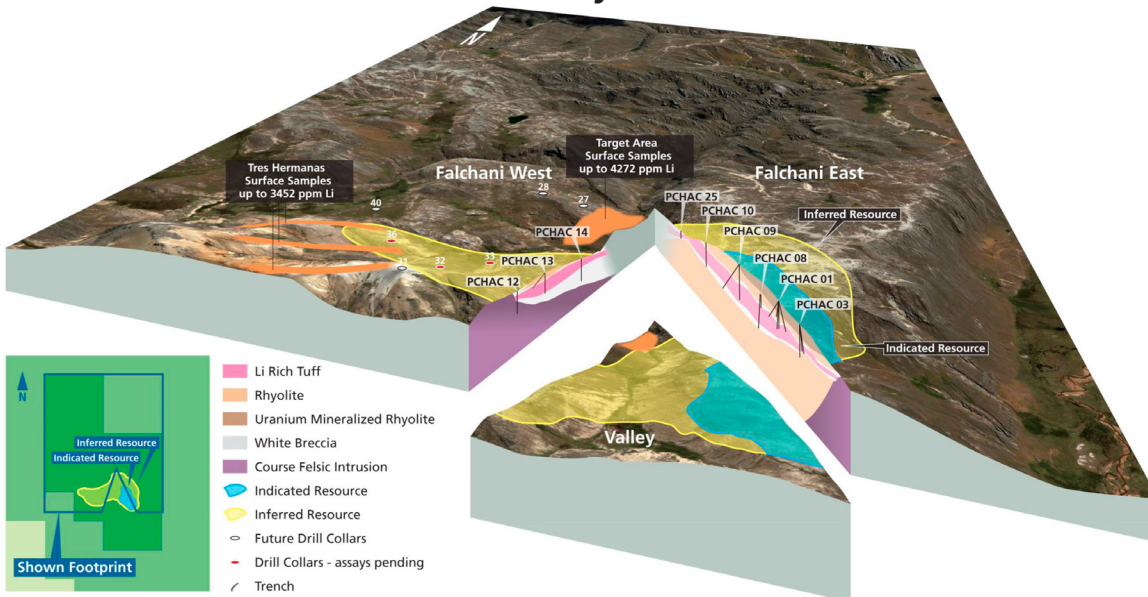 N
Tres Hermanas
Surface Samples
up to 3452 ppm Li
Falchani West
Target Area
Surface Samples
up to 4272 ppm Li
Falchani East
28
27
40
36
31
32
33
PCHAC 14
PCHAC 13
PCHAC 12
PCHAC 25
PCHAC 10
PCHAC 09
PCHAC 08
PCHAC 01
PCHAC 03
Inferred Resource
Indicated Resource
Valley
N
Inferred Resource
Indicated Resource
Shown Footprint
Li Rich Tuff
Rhyolite
Uranium Mineralized Rhyolite
White Breccia
Course Felsic Intrusion
Indicated Resource
Inferred Resource
Future Drill Collars
Drill Collars - assays pending
Trench